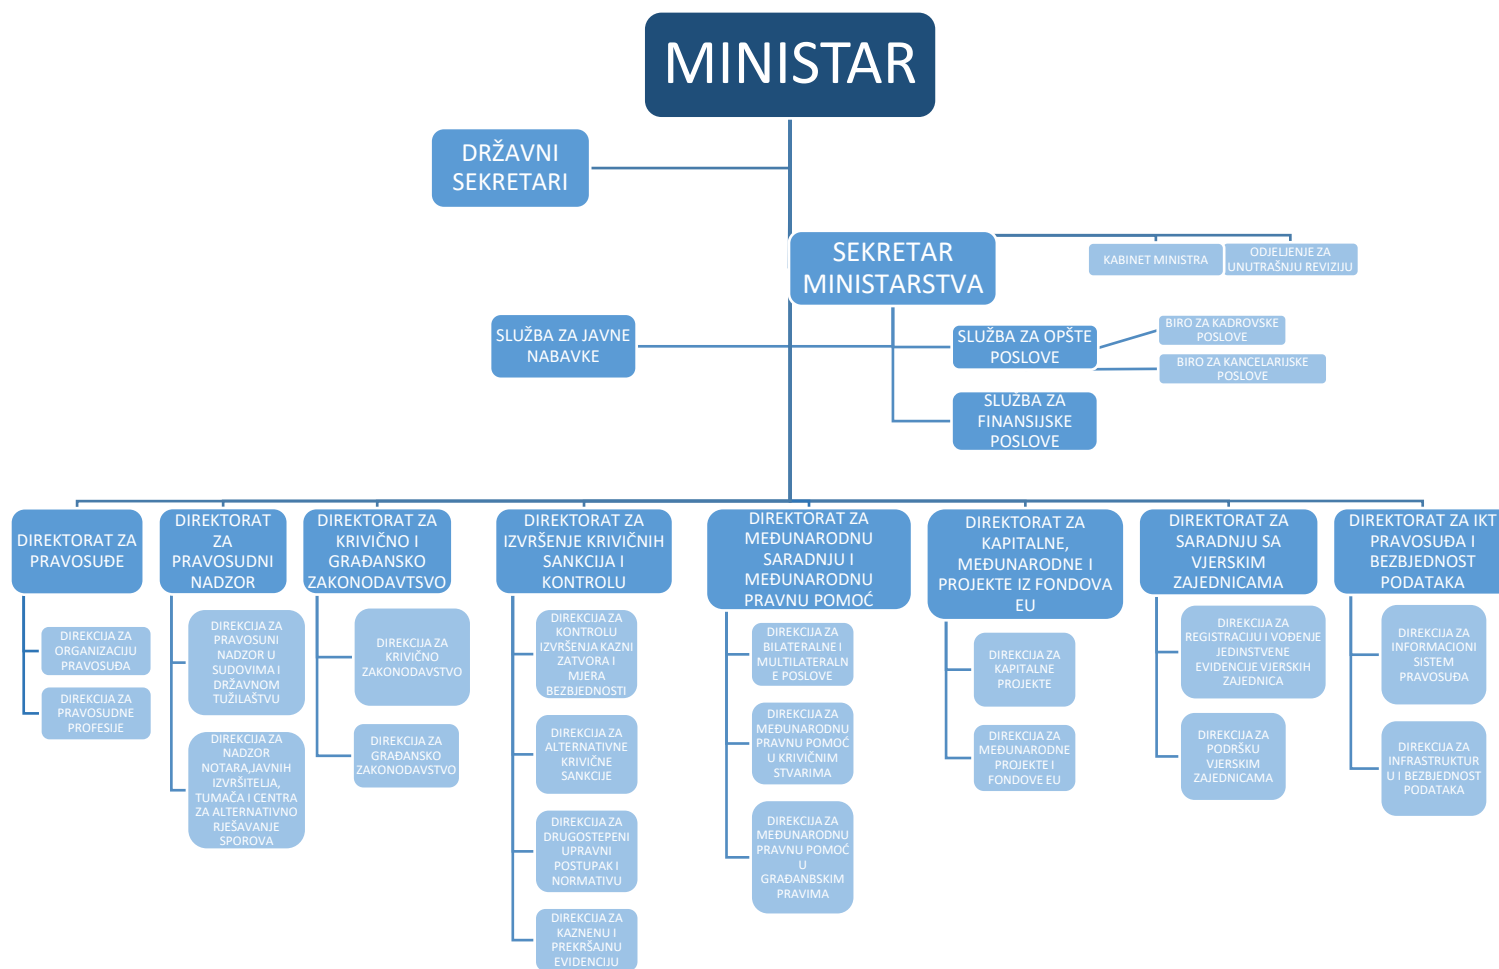 MINISTAR
DRŽAVNI
SEKRETARI
SEKRETAR
MINISTARSTVA
KABINET MINISTRA
ODJELJENJE ZA
UNUTRAŠNJU REVIZIJU
SLUŽBA ZA JAVNE
NABAVKE
SLUŽBA ZA OPŠTE
POSLOVE
BIRO ZA KADROVSKE
POSLOVE
BIRO ZA KANCELARIJSKE
POSLOVE
SLUŽBA ZA
FINANSIJSKE
POSLOVE
DIREKTORAT ZA
PRAVOSUĐE
DIREKCIJA ZA
ORGANIZACIJU
PRAVOSUĐA
DIREKCIJA ZA
PRAVOSUDNE
PROFESIJE
DIREKTORAT
ZA
PRAVOSUDNI
NADZOR
DIREKCIJA ZA
PRAVOSUNI
NADZOR U
SUDOVIMA I
DRŽAVNOM
TUŽILAŠTVU
DIREKCIJA ZA
NADZOR
NOTARA,JAVNIH
IZVRŠITELJA,
TUMAČA I CENTRA
ZA ALTERNATIVNO
RJEŠAVANJE
SPOROVA
DIREKTORAT ZA
KRIVIČNO I
GRAĐANSKO
ZAKONODAVTSVO
DIREKCIJA ZA
KRIVIČNO
ZAKONODAVSTVO
DIREKCIJA ZA
GRAĐANSKO
ZAKONODAVSTVO
DIREKTORAT ZA
IZVRŠENJE KRIVIČNIH
SANKCIJA I
KONTROLU
DIREKCIJA ZA
KONTROLU
IZVRŠENJA KAZNI
ZATVORA I
MJERA
BEZBJEDNOSTI
DIREKCIJA ZA
ALTERNATIVNE
KRIVIČNE
SANKCIJE
DIREKCIJA ZA
DRUGOSTEPENI
UPRAVNI
POSTUPAK I
NORMATIVU
DIREKCIJA ZA
KAZNENU I
PREKRŠAJNU
EVIDENCIJU
DIREKTORAT ZA
MEĐUNARODNU
SARADNJU I
MEĐUNARODNU
PRAVNU POMOĆ
DIREKCIJA ZA
BILATERALNE I
MULTILATERALN
E POSLOVE
DIREKCIJA ZA
MEĐUNARODNU
PRAVNU POMOĆ
U KRIVIČNIM
STVARIMA
DIREKCIJA ZA
MEĐUNARODNU
PRAVNU POMOĆ
U
GRAĐANBSKIM
PRAVIMA
DIREKTORAT ZA
KAPITALNE,
MEĐUNARODNE I
PROJEKTE IZ FONDOVA
EU
DIREKCIJA ZA
KAPITALNE
PROJEKTE
DIREKCIJA ZA
MEĐUNARODNE
PROJEKTE I
FONDOVE EU
DIREKTORAT ZA
SARADNJU SA
VJERSKIM
ZAJEDNICAMA
DIREKCIJA ZA
REGISTRACIJU I VOĐENJE
JEDINSTVENE
EVIDENCIJE VJERSKIH
ZAJEDNICA
DIREKCIJA ZA
PODRŠKU
VJERSKIM
ZAJEDNICAMA
DIREKTORAT ZA IKT
PRAVOSUĐA I
BEZBJEDNOST
PODATAKA
DIREKCIJA ZA
INFORMACIONI
SISTEM
PRAVOSUĐA
DIREKCIJA ZA
INFRASTRUKTUR
U I BEZBJEDNOST
PODATAKA